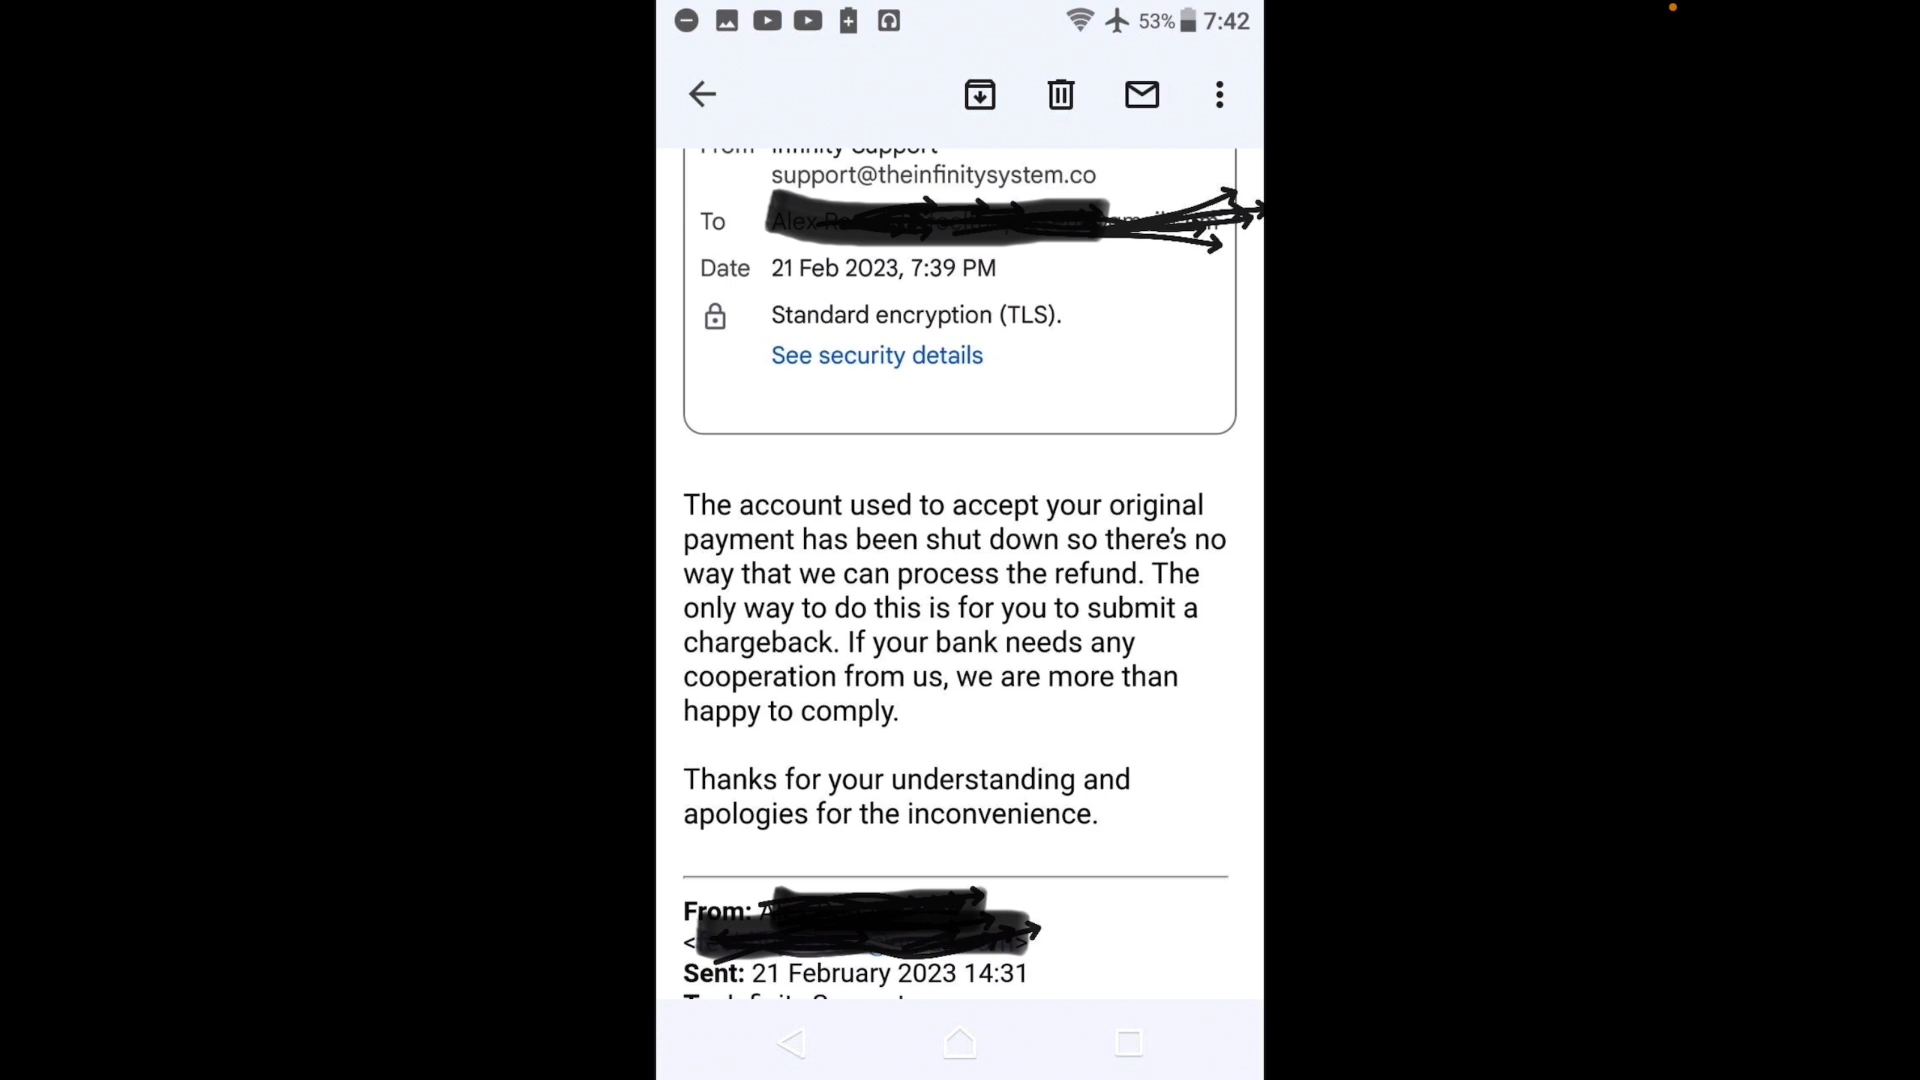 53% 7:42
From Infinity Support
support@theinfinitysystem.co
To Alex
Date 21 Feb 2023, 7:39 PM
Standard encryption (TLS).
See security details
The account used to accept your original
payment has been shut down so there's no
way that we can process the refund. The
only way to do this is for you to submit a
chargeback. If your bank needs any
cooperation from us, we are more than
happy to comply.
Thanks for your understanding and
apologies for the inconvenience.
From:
<
Sent: 21 February 2023 14:31